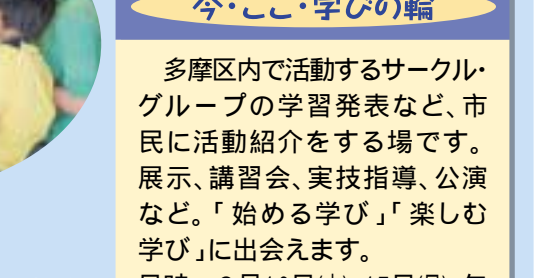 今・ここ・学びの輪
多摩区内で活動するサークル・
グループの学習発表など、市
民に活動紹介をする場です。
展示、講習会、実技指導、公演
など。「始める学び」「楽しむ
学び」に出会えます。